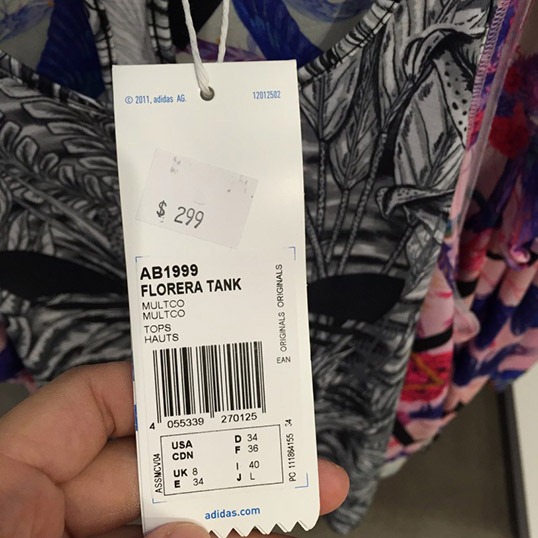 © 2011, adidas AG.
12012502
$ 299
AB1999
FLORERA TANK
MULTCO
MULTCO
TOPS
HAUTS
ORIGINALS ORIGINALS
EAN
4 055339 270125
ASSMCV04
USA
CDN
UK 8
E 34
D 34
F 36
I 40
J L
PC 111864155 34
adidas.com